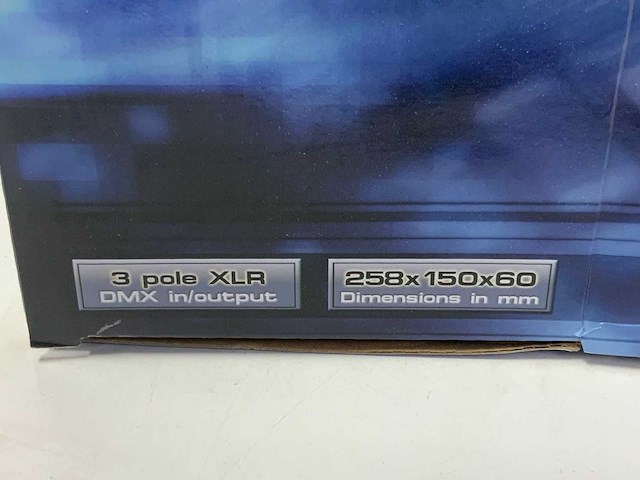 3 pole XLR
DMX in/output
258x150x60
Dimensions in mm